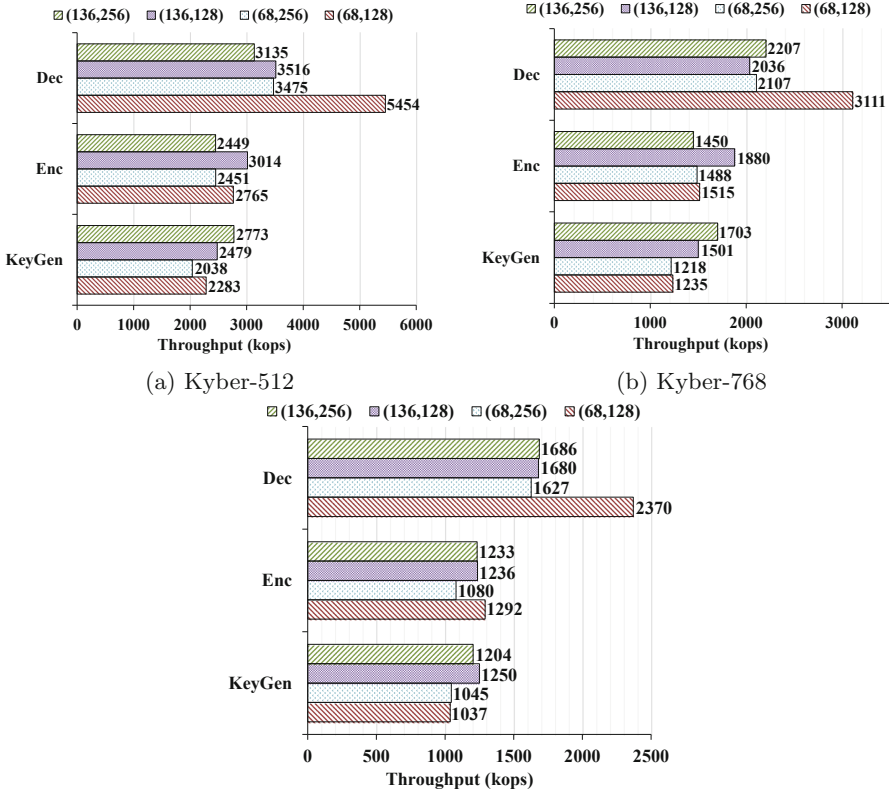 (136,256) (136,128) (68,256) (68,128)
Dec
3135
3516
3475
5454
Enc
2449
3014
2451
2765
KeyGen
2773
2479
2038
2283
0 1000 2000 3000 4000 5000 6000
Throughput (kops)
(a) Kyber-512
(136,256) (136,128) (68,256) (68,128)
Dec
2207
2036
2107
3111
Enc
1450
1880
1488
1515
KeyGen
1703
1501
1218
1235
0 1000 2000 3000
Throughput (kops)
(b) Kyber-768
(136,256) (136,128) (68,256) (68,128)
Dec
1686
1680
1627
2370
Enc
1233
1236
1080
1292
KeyGen
1204
1250
1045
1037
0 500 1000 1500 2000 2500
Throughput (kops)